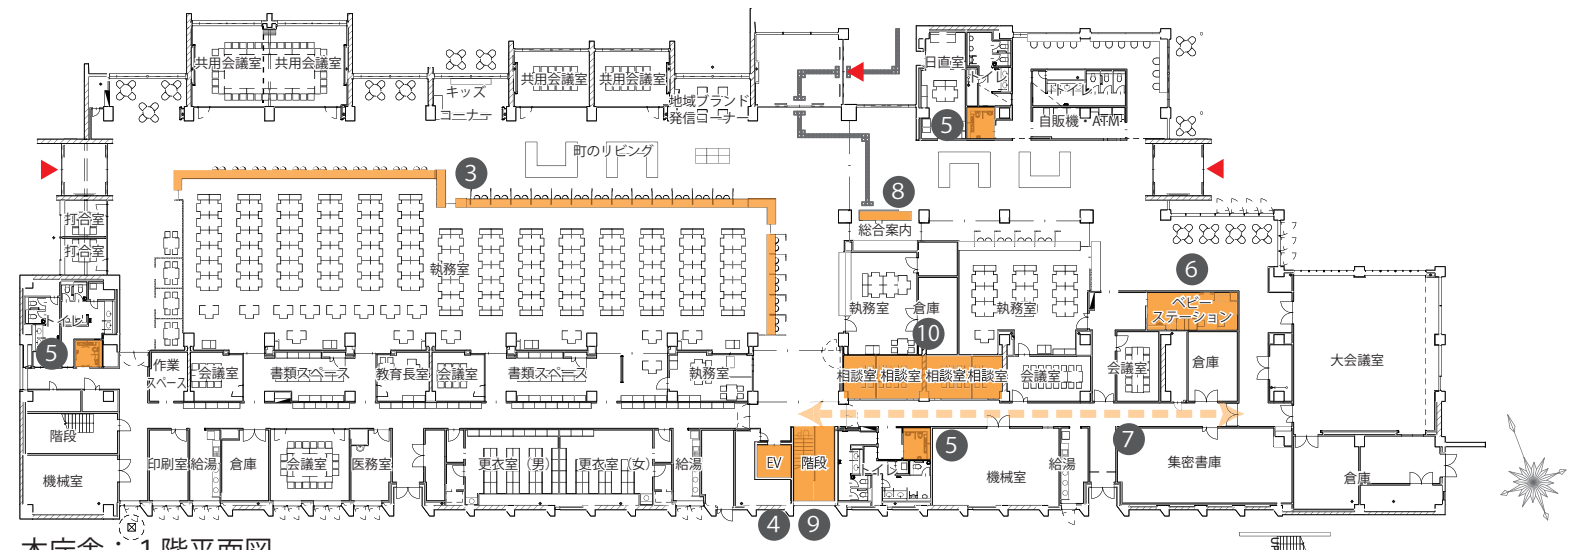 共用会議室
共用会議室
キッズ
コーナー
共用会議室
共用会議室
地域ブランド
発信コーナー
日直室
トイレ
トイレ
自販機・ATM
5
町のリビング
3
8
総合案内
打合室
打合室
執務室
執務室
倉庫
執務室
6
ベビー
ステーション
10
トイレ
5
作業
スペース
会議室
書類スペース
教育長室
会議室
書類スペース
執務室
相談室
相談室
相談室
相談室
会議室
会議室
倉庫
大会議室
階段
機械室
印刷室
給湯
倉庫
会議室
医務室
更衣室（男）
更衣室（女）
給湯
EV
階段
トイレ
5
機械室
給湯
7
集密書庫
倉庫
4
9
本庁舎：１階平面図